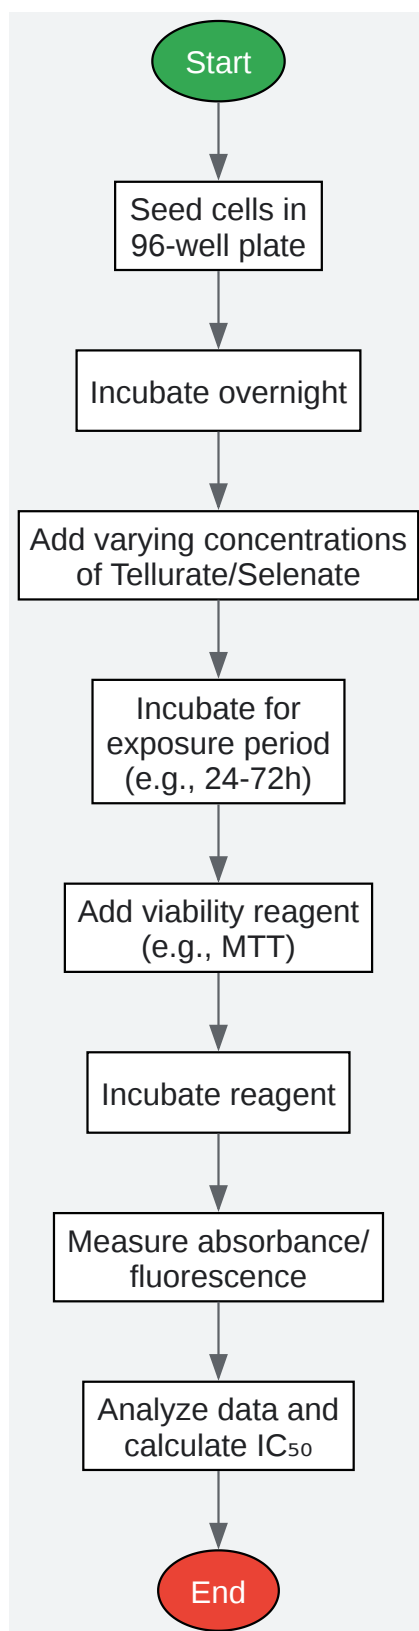 Start
Seed cells in
96-well plate
Incubate overnight
Add varying concentrations
of Tellurate/Selenate
Incubate for
exposure period
(e.g., 24-72h)
Add viability reagent
(e.g., MTT)
Incubate reagent
Measure absorbance/
fluorescence
Analyze data and
calculate IC₅₀
End